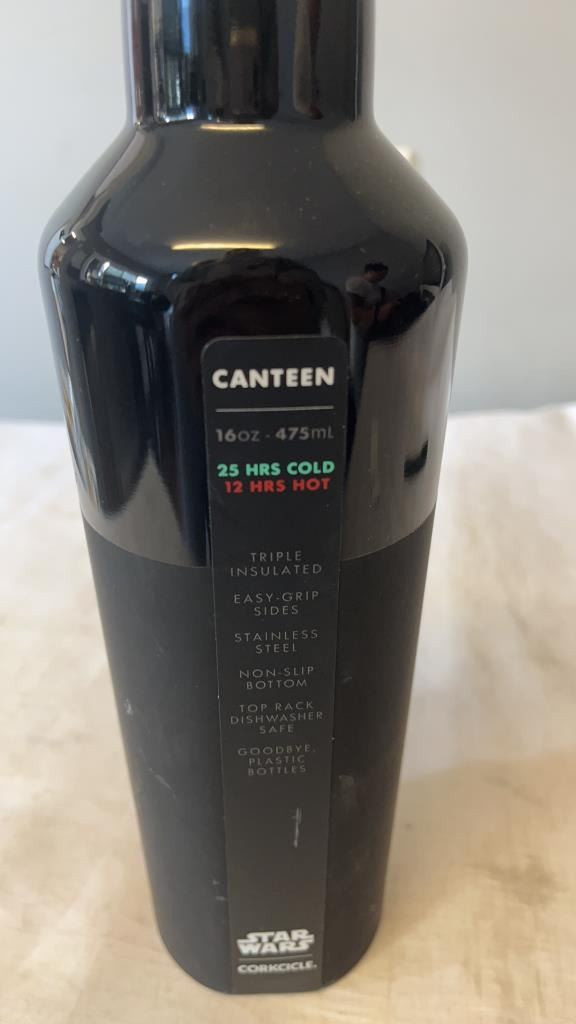 CANTEEN
16oz - 475mL
25 HRS COLD
12 HRS HOT
TRIPLE
INSULATED
EASY-GRIP
SIDES
STAINLESS
STEEL
NON-SLIP
BOTTOM
TOP RACK
DISHWASHER
SAFE
GOODBYE,
PLASTIC
BOTTLES
STAR
WARS
CORKCICLE.